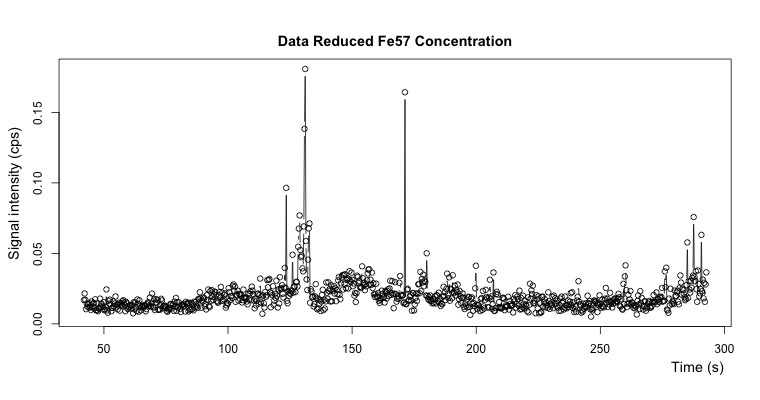 Data Reduced Fe57 Concentration
Signal intensity (cps)
0.15
0.10
0.05
0.00
50 100 150 200 250 300
Time (s)